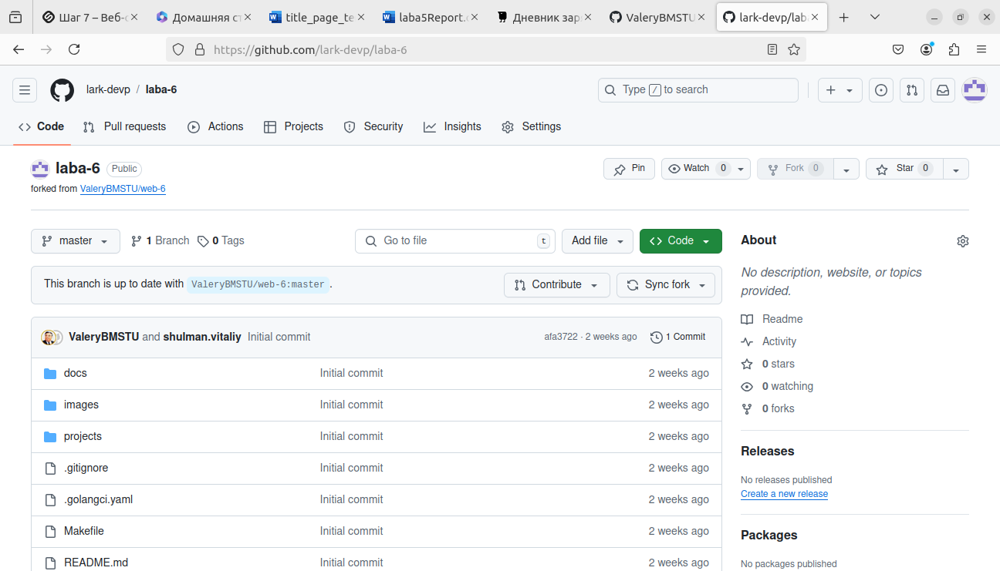 Шаг 7 – Веб-с
Домашняя ст
title_page_te
laba5Report.
Дневник зар
ValeryBMSTU
lark-devp/lab
https://github.com/lark-devp/laba-6
lark-devp / laba-6
Type / to search
Code Pull requests Actions Projects Security Insights Settings
laba-6 Public
Pin Watch 0 Fork 0 Star 0
forked from ValeryBMSTU/web-6
master 1 Branch 0 Tags Go to file t Add file Code
This branch is up to date with ValeryBMSTU/web-6:master . Contribute Sync fork
ValeryBMSTU and shulman.vitaliy Initial commit afa3722 · 2 weeks ago 1 Commit
docs Initial commit 2 weeks ago
images Initial commit 2 weeks ago
projects Initial commit 2 weeks ago
.gitignore Initial commit 2 weeks ago
.golangci.yaml Initial commit 2 weeks ago
Makefile Initial commit 2 weeks ago
README.md Initial commit 2 weeks ago
About
No description, website, or topics
provided.
Readme
Activity
0 stars
0 watching
0 forks
Releases
No releases published
Create a new release
Packages
No packages published